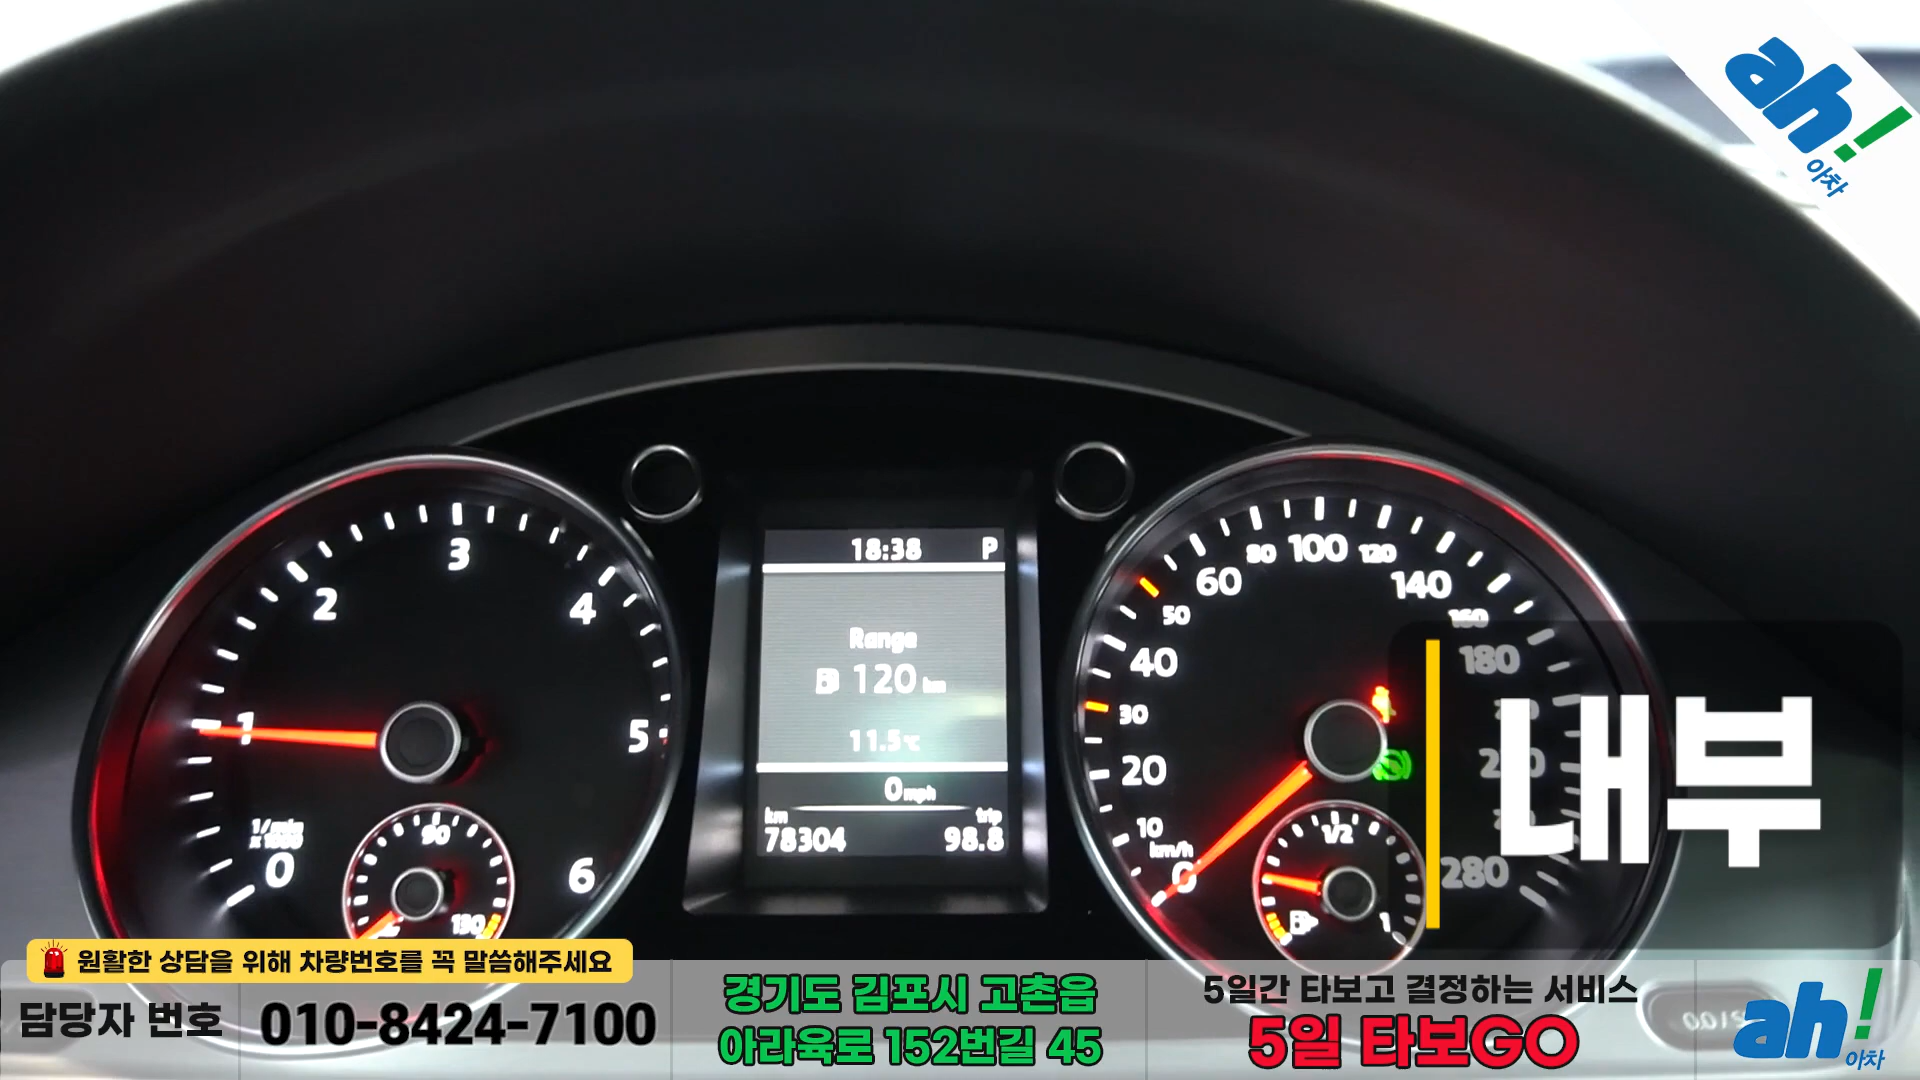 ah!
아차
18:38 P
Range
120 km
11.5℃
0 mph
km trip
78304 98.8
0 1 2 3 4 5 6
1/min
x 1000
90
130
0 10 20 30 40 50 60 80 100 120 140 160 180 280
km/h
1/2
1
내부
원활한 상담을 위해 차량번호를 꼭 말씀해주세요
담당자 번호
010-8424-7100
경기도 김포시 고촌읍
아라육로 152번길 45
5일간 타보고 결정하는 서비스
5일 타보GO
ah!
아차